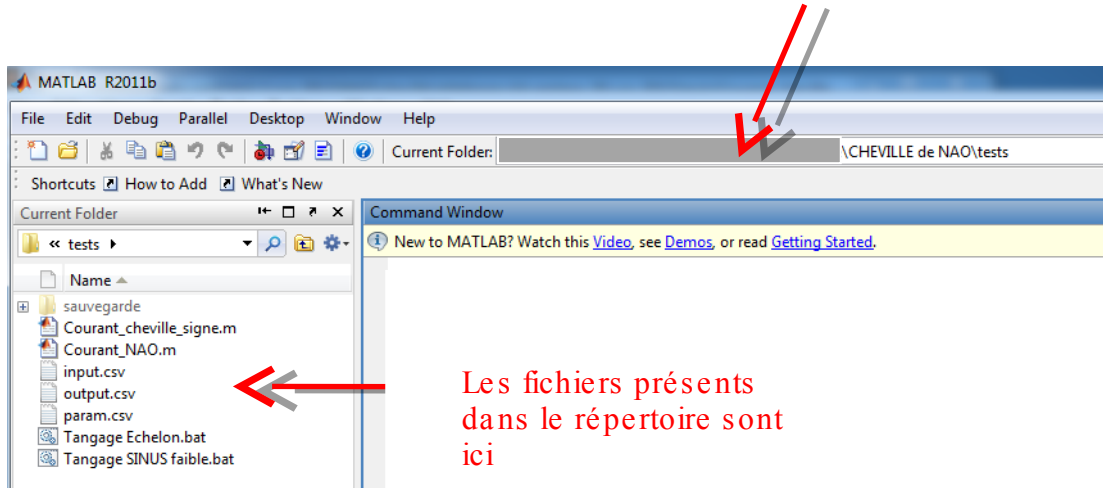 MATLAB R2011b
File Edit Debug Parallel Desktop Window Help
Current Folder: \CHEVILLE de NAO\tests
Shortcuts How to Add What's New
Current Folder
Command Window
« tests
New to MATLAB? Watch this Video, see Demos, or read Getting Started.
Name
sauvegarde
Courant_cheville_signe.m
Courant_NAO.m
input.csv
output.csv
param.csv
Tangage Echelon.bat
Tangage SINUS faible.bat
Les fichiers présents
dans le répertoire sont
ici